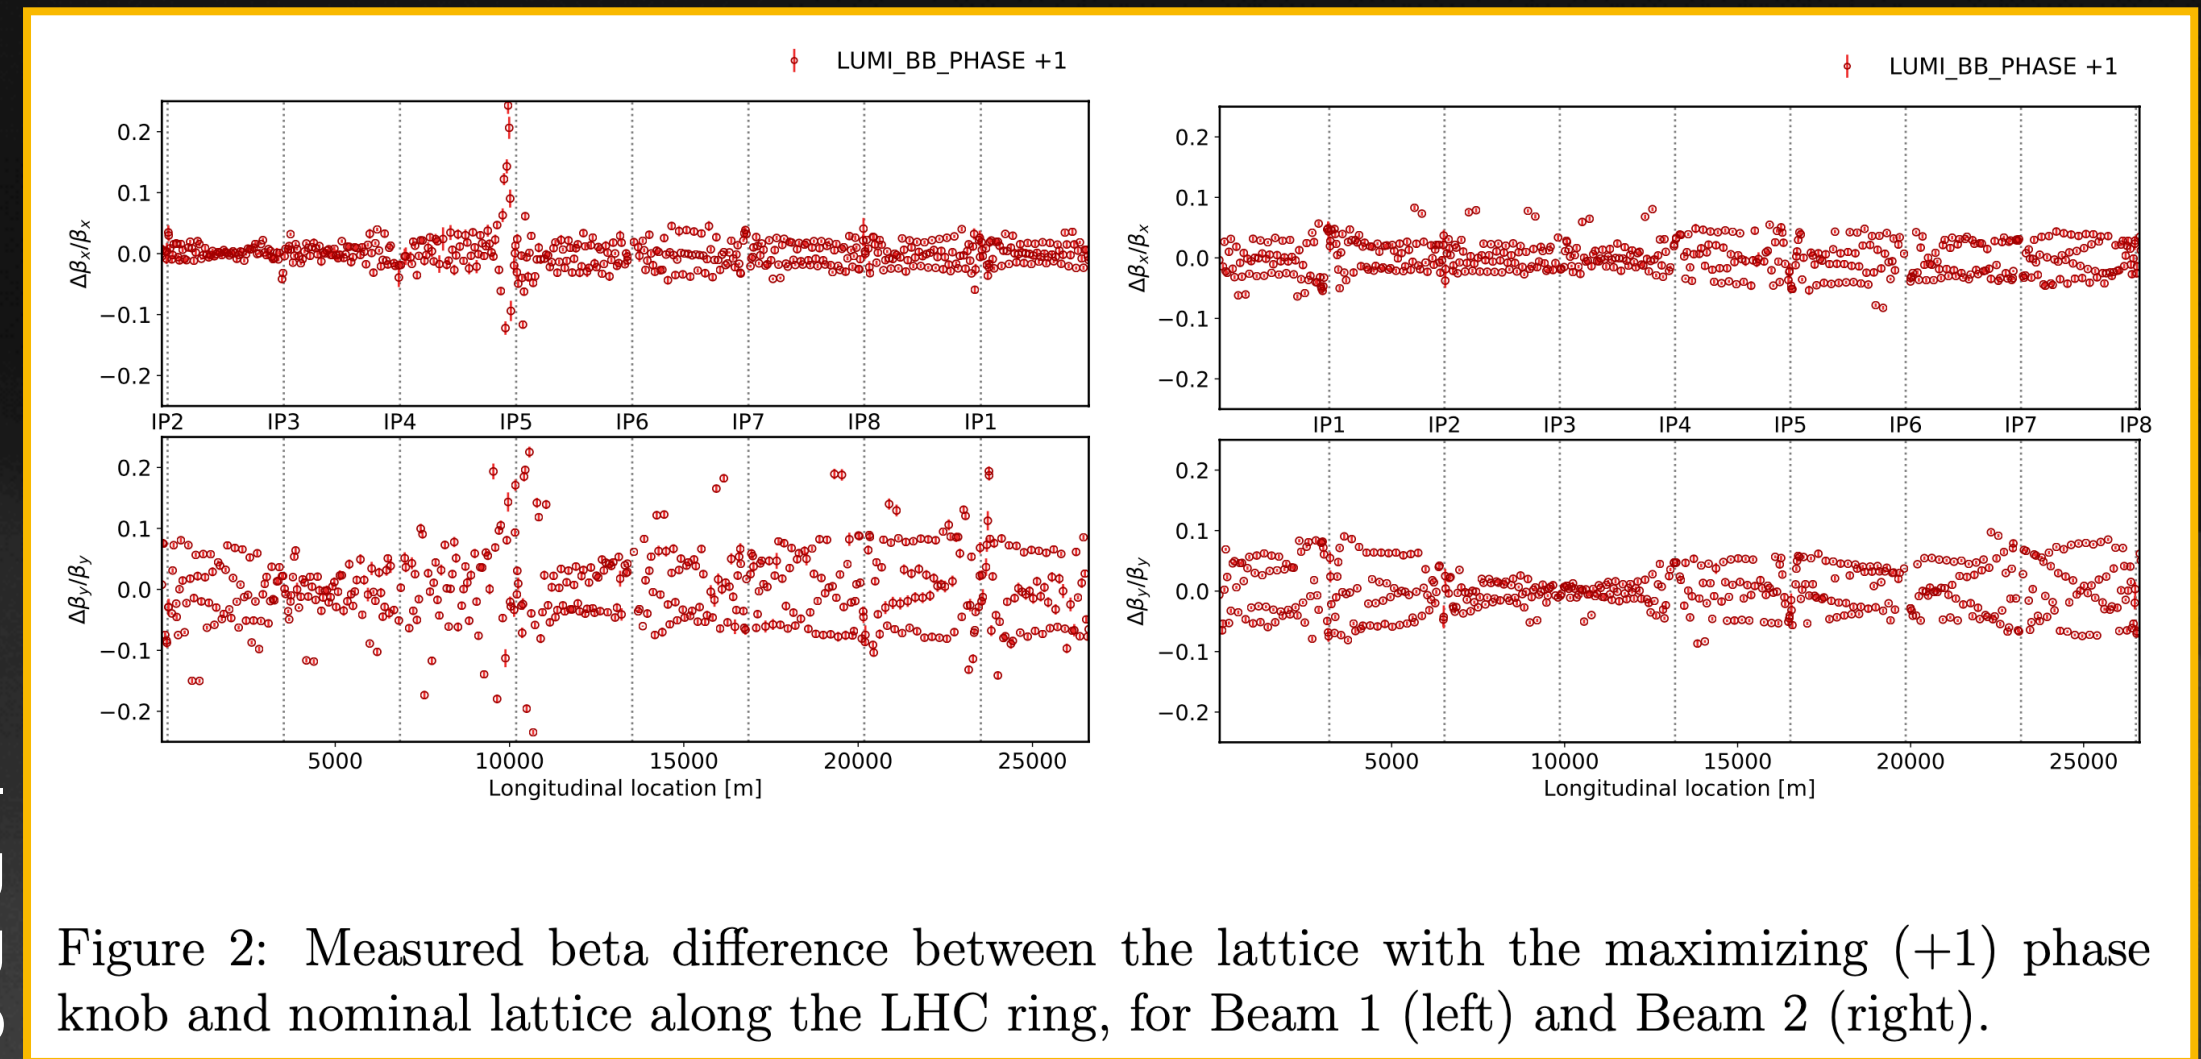 LUMI_BB_PHASE +1
0.2
0.1
0.0
−0.1
−0.2
Δβx/βx
IP2 IP3 IP4 IP5 IP6 IP7 IP8 IP1
0.2
0.1
0.0
−0.1
−0.2
Δβy/βy
5000 10000 15000 20000 25000
Longitudinal location [m]
LUMI_BB_PHASE +1
0.2
0.1
0.0
−0.1
−0.2
Δβx/βx
IP1 IP2 IP3 IP4 IP5 IP6 IP7 IP8
0.2
0.1
0.0
−0.1
−0.2
Δβy/βy
5000 10000 15000 20000 25000
Longitudinal location [m]
Figure 2: Measured beta difference between the lattice with the maximizing (+1) phase
knob and nominal lattice along the LHC ring, for Beam 1 (left) and Beam 2 (right).